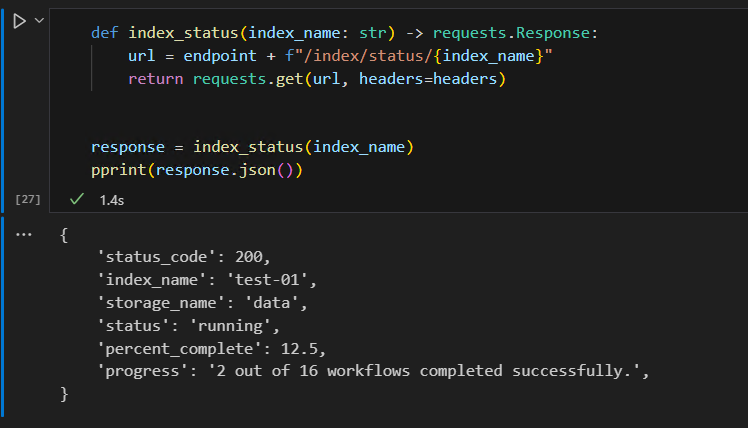 def index_status(index_name: str) -> requests.Response:
    url = endpoint + f"/index/status/{index_name}"
    return requests.get(url, headers=headers)
response = index_status(index_name)
pprint(response.json())
[27] ✓ 1.4s
... {
    'status_code': 200,
    'index_name': 'test-01',
    'storage_name': 'data',
    'status': 'running',
    'percent_complete': 12.5,
    'progress': '2 out of 16 workflows completed successfully.',
}